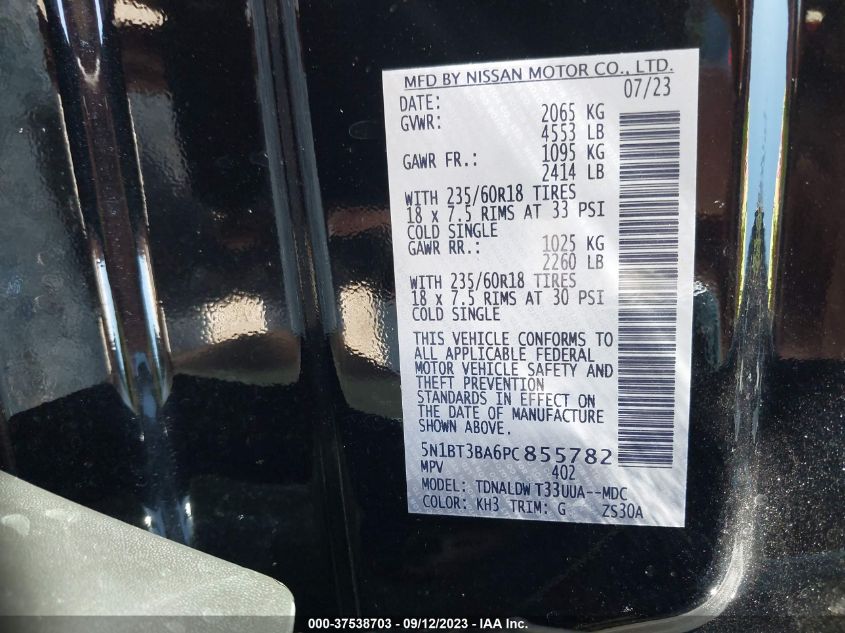 MFD BY NISSAN MOTOR CO., LTD.
DATE: 07/23
GVWR: 2065 KG
4553 LB
GAWR FR.: 1095 KG
2414 LB
WITH 235/60R18 TIRES
18 x 7.5 RIMS AT 33 PSI
COLD SINGLE
GAWR RR.: 1025 KG
2260 LB
WITH 235/60R18 TIRES
18 x 7.5 RIMS AT 30 PSI
COLD SINGLE
THIS VEHICLE CONFORMS TO
ALL APPLICABLE FEDERAL
MOTOR VEHICLE SAFETY AND
THEFT PREVENTION
STANDARDS IN EFFECT ON
THE DATE OF MANUFACTURE
SHOWN ABOVE.
5N1BT3BA6PC855782
MPV 402
MODEL: TDNALDW T33UUA--MDC
COLOR: KH3 TRIM: G ZS30A
000-37538703 - 09/12/2023 - IAA Inc.